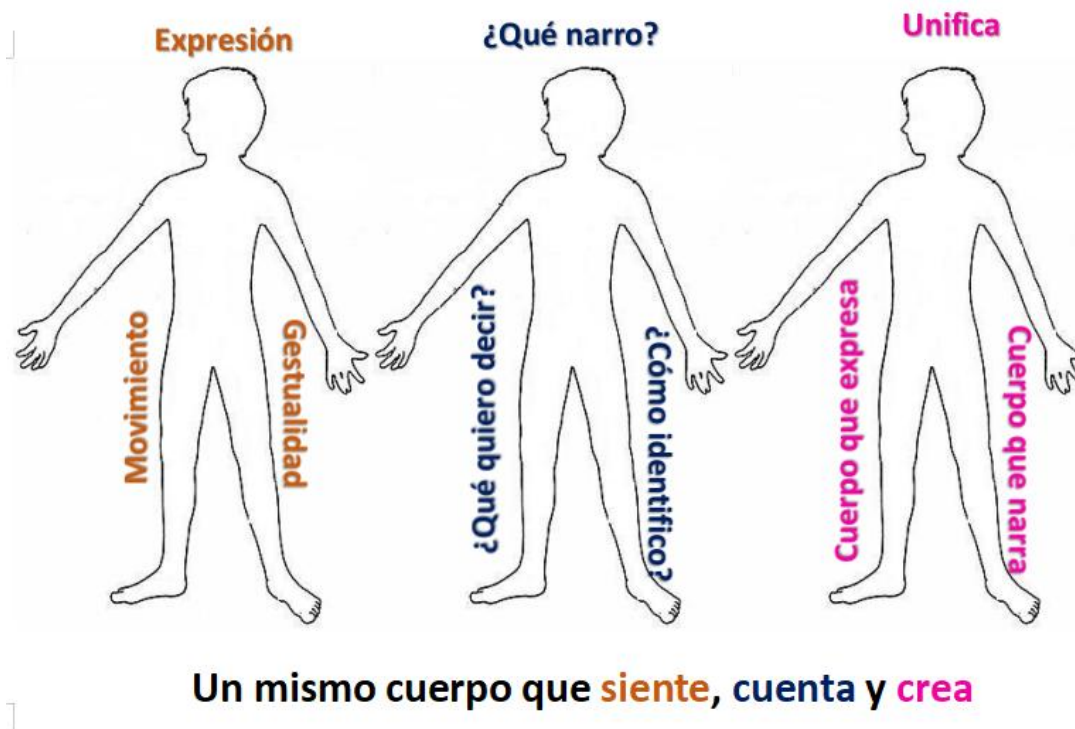 Expresión
Movimiento
Gestualidad
¿Qué narro?
¿Qué quiero decir?
¿Cómo identifico?
Unifica
Cuerpo que expresa
Cuerpo que narra
Un mismo cuerpo que siente, cuenta y crea